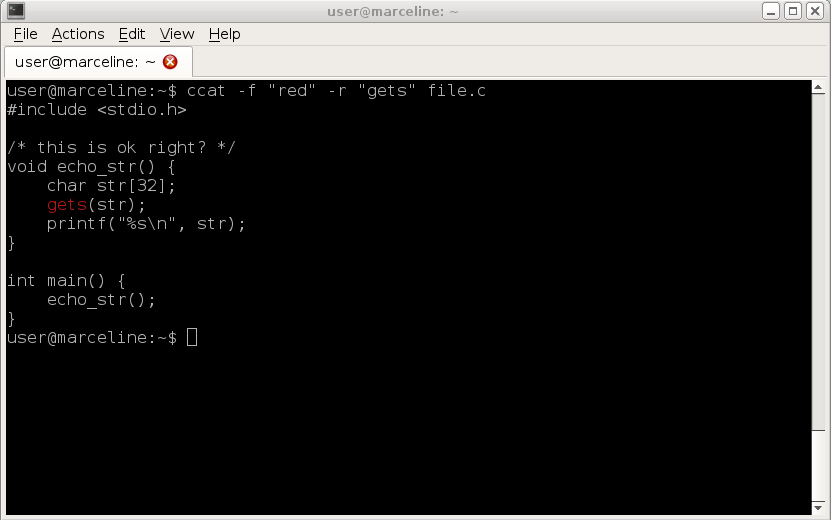 user@marceline: ~
File Actions Edit View Help
user@marceline: ~
user@marceline:~$ ccat -f "red" -r "gets" file.c
#include <stdio.h>
/* this is ok right? */
void echo_str() {
    char str[32];
    gets(str);
    printf("%s\n", str);
}
int main() {
    echo_str();
}
user@marceline:~$